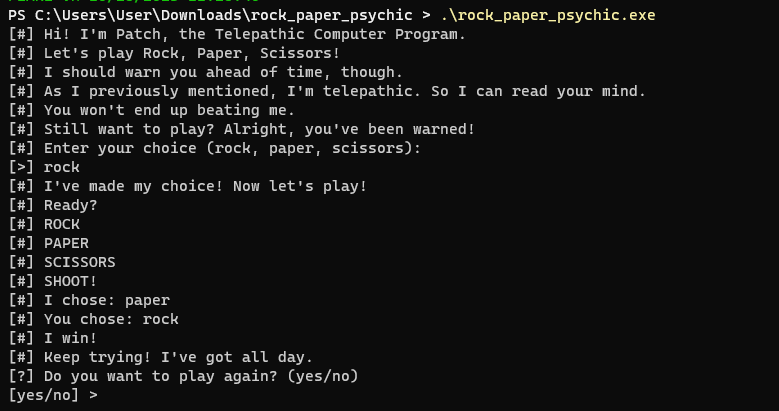 PS C:\Users\User\Downloads\rock_paper_psychic > .\rock_paper_psychic.exe
[#] Hi! I'm Patch, the Telepathic Computer Program.
[#] Let's play Rock, Paper, Scissors!
[#] I should warn you ahead of time, though.
[#] As I previously mentioned, I'm telepathic. So I can read your mind.
[#] You won't end up beating me.
[#] Still want to play? Alright, you've been warned!
[#] Enter your choice (rock, paper, scissors):
[>] rock
[#] I've made my choice! Now let's play!
[#] Ready?
[#] ROCK
[#] PAPER
[#] SCISSORS
[#] SHOOT!
[#] I chose: paper
[#] You chose: rock
[#] I win!
[#] Keep trying! I've got all day.
[?] Do you want to play again? (yes/no)
[yes/no] >